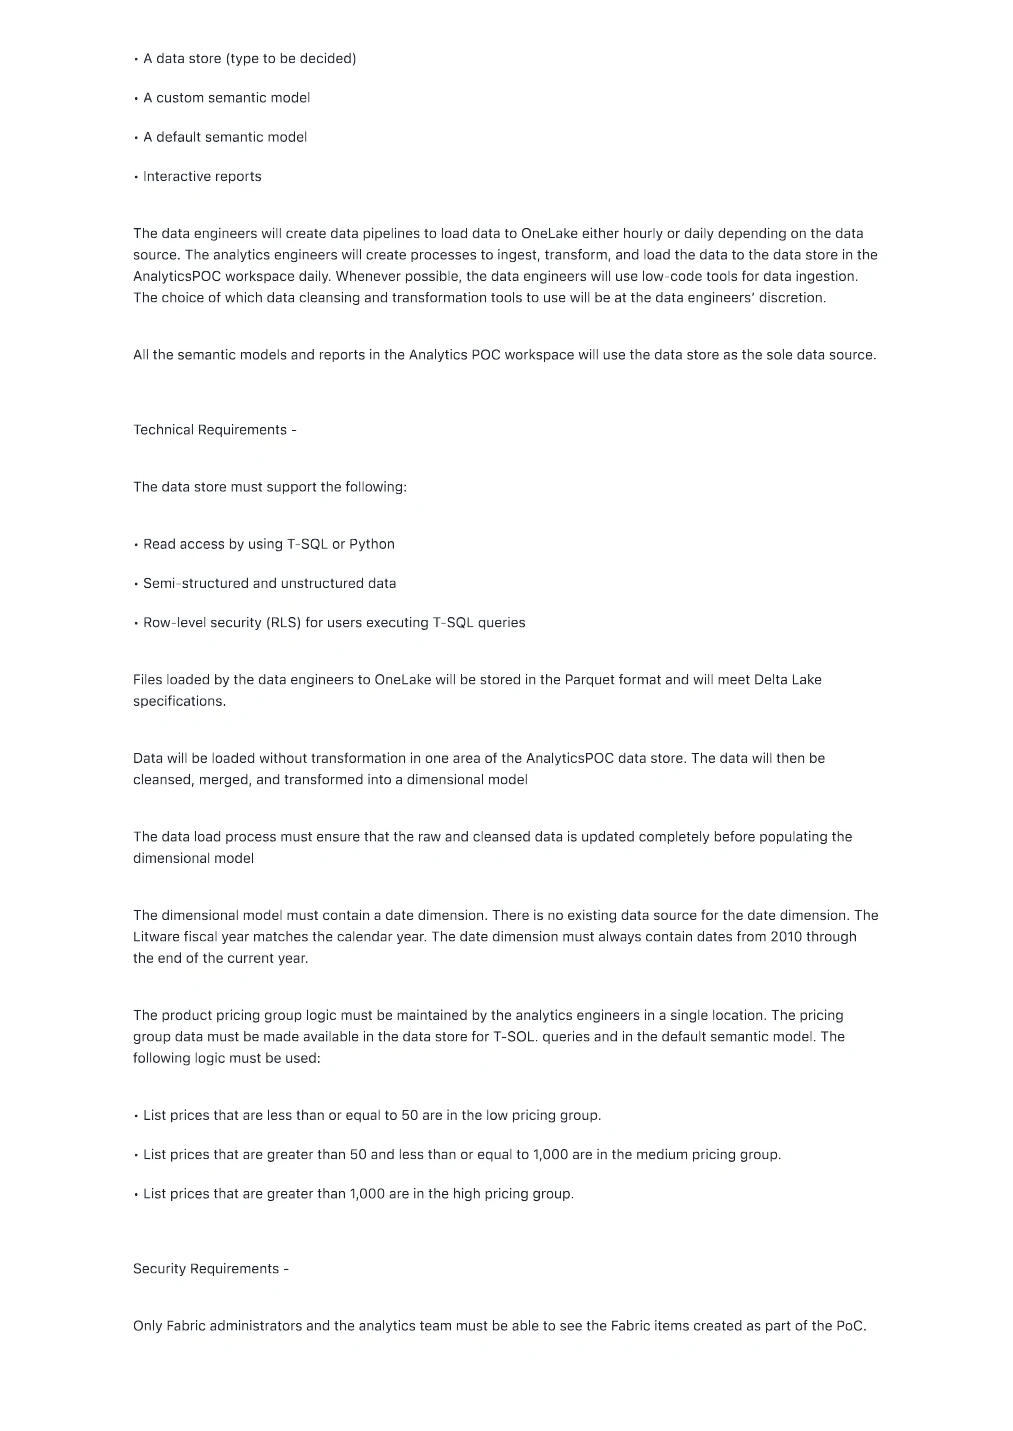 • A data store (type to be decided)
• A custom semantic model
• A default semantic model
• Interactive reports
The data engineers will create data pipelines to load data to OneLake either hourly or daily depending on the data
source. The analytics engineers will create processes to ingest, transform, and load the data to the data store in the
AnalyticsPOC workspace daily. Whenever possible, the data engineers will use low-code tools for data ingestion.
The choice of which data cleansing and transformation tools to use will be at the data engineers’ discretion.
All the semantic models and reports in the Analytics POC workspace will use the data store as the sole data source.
Technical Requirements -
The data store must support the following:
• Read access by using T-SQL or Python
• Semi-structured and unstructured data
• Row-level security (RLS) for users executing T-SQL queries
Files loaded by the data engineers to OneLake will be stored in the Parquet format and will meet Delta Lake
specifications.
Data will be loaded without transformation in one area of the AnalyticsPOC data store. The data will then be
cleansed, merged, and transformed into a dimensional model
The data load process must ensure that the raw and cleansed data is updated completely before populating the
dimensional model
The dimensional model must contain a date dimension. There is no existing data source for the date dimension. The
Litware fiscal year matches the calendar year. The date dimension must always contain dates from 2010 through
the end of the current year.
The product pricing group logic must be maintained by the analytics engineers in a single location. The pricing
group data must be made available in the data store for T-SOL. queries and in the default semantic model. The
following logic must be used:
• List prices that are less than or equal to 50 are in the low pricing group.
• List prices that are greater than 50 and less than or equal to 1,000 are in the medium pricing group.
• List prices that are greater than 1,000 are in the high pricing group.
Security Requirements -
Only Fabric administrators and the analytics team must be able to see the Fabric items created as part of the PoC.